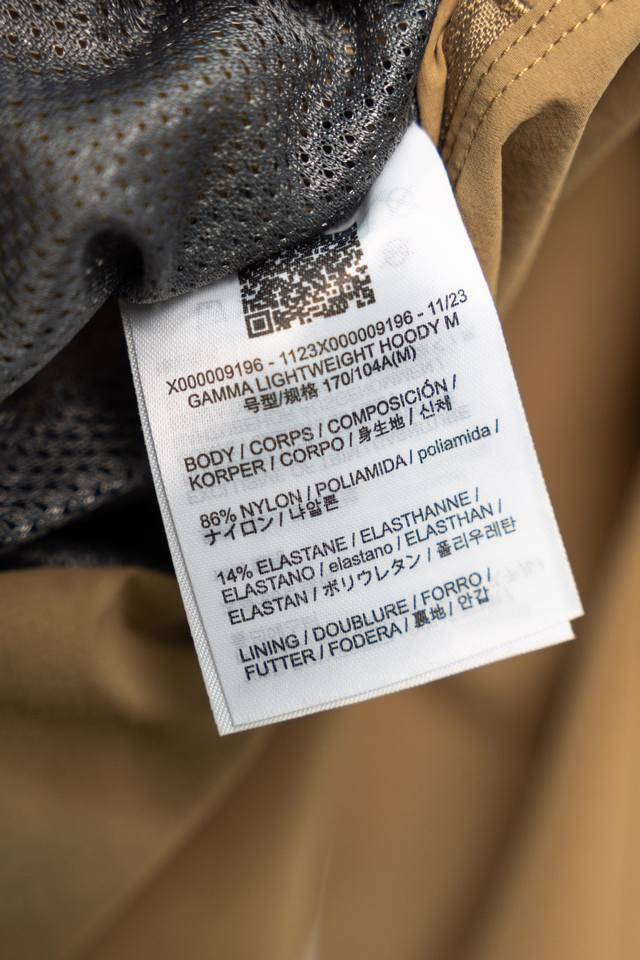 X000009196 - 1123X000009196 - 11/23
GAMMA LIGHTWEIGHT HOODY M
号型/规格 170/104A(M)
BODY / CORPS / COMPOSICIÓN /
KORPER / CORPO / 身生地 / 신체
86% NYLON / POLIAMIDA / poliamida /
ナイロン / 나일론
14% ELASTANE / ELASTHANNE /
ELASTANO / elastano / ELASTHAN /
ELASTAN / ポリウレタン / 폴리우레탄
LINING / DOUBLURE / FORRO /
FUTTER / FODERA / 裏地 / 안감